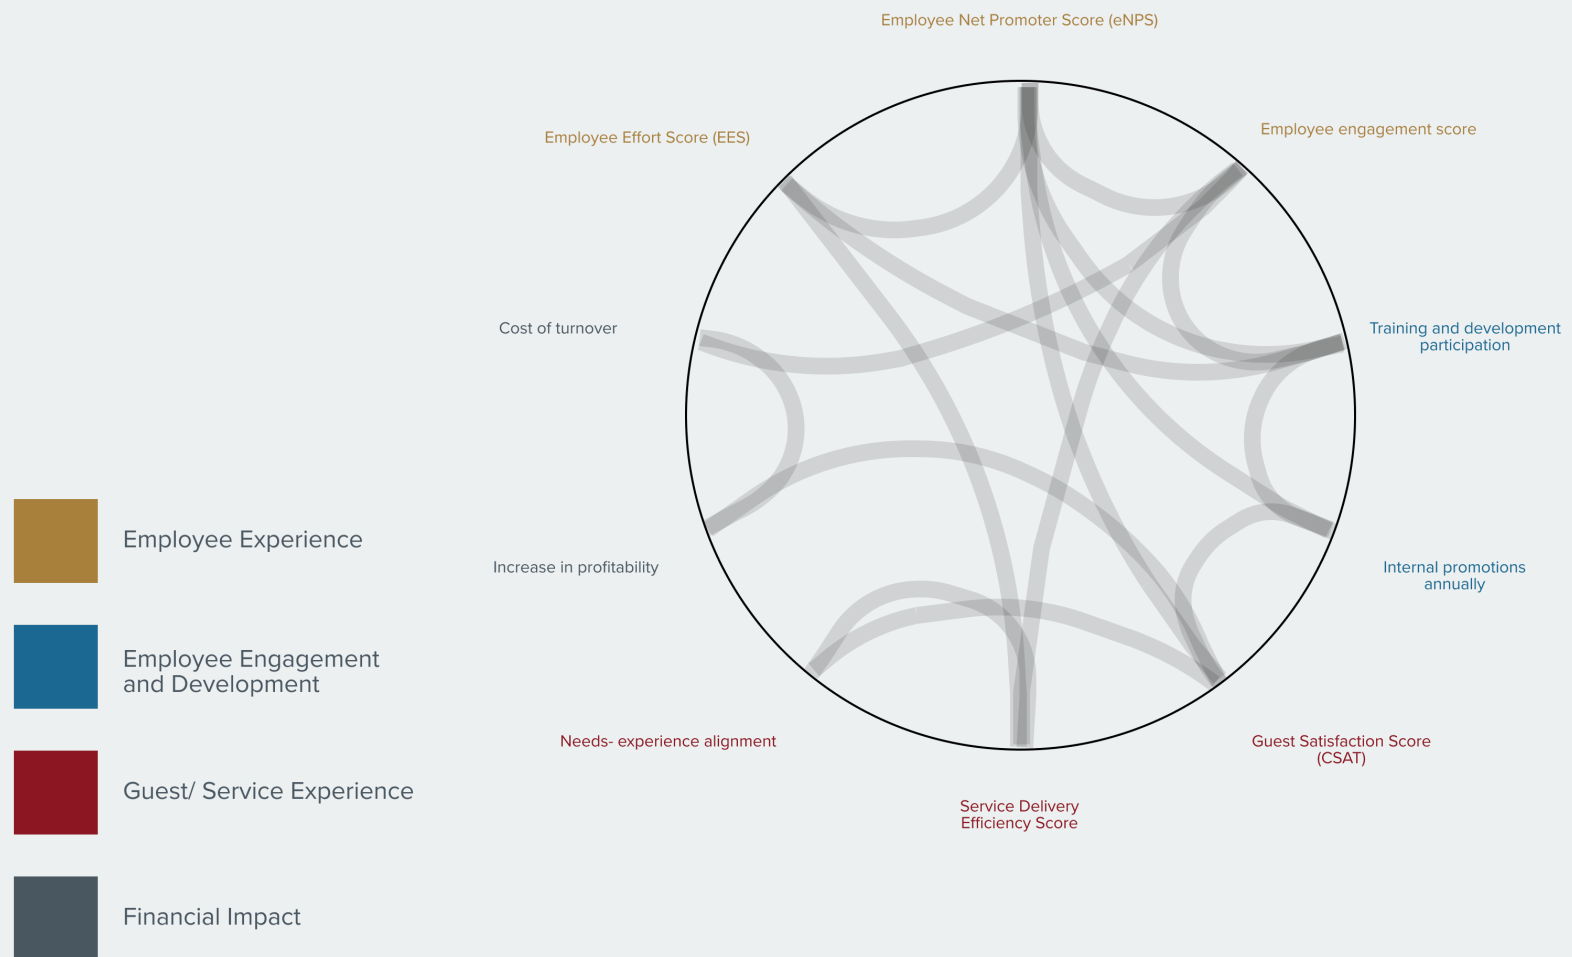 Employee Net Promoter Score (eNPS)
Employee engagement score
Employee Effort Score (EES)
Cost of turnover
Training and development
participation
Increase in profitability
Internal promotions
annually
Needs- experience alignment
Guest Satisfaction Score
(CSAT)
Service Delivery
Efficiency Score
Employee Experience
Employee Engagement
and Development
Guest/ Service Experience
Financial Impact